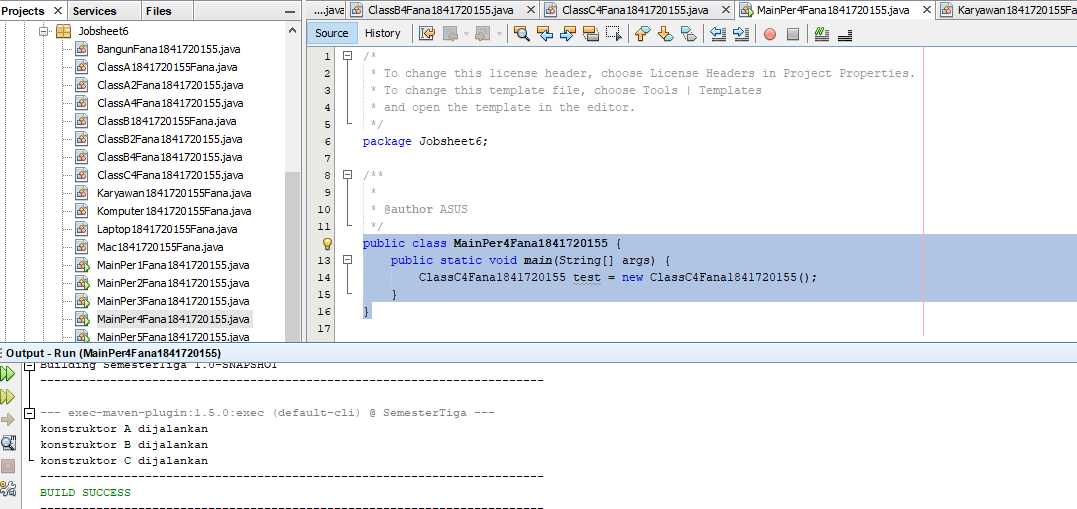 Projects
Services
Files
Jobsheet6
BangunFana1841720155.java
ClassA1841720155Fana.java
ClassA2Fana1841720155.java
ClassA4Fana1841720155.java
ClassB1841720155Fana.java
ClassB2Fana1841720155.java
ClassB4Fana1841720155.java
ClassC4Fana1841720155.java
Karyawan1841720155Fana.java
Komputer1841720155Fana.java
Laptop1841720155Fana.java
Mac1841720155Fana.java
MainPer1Fana1841720155.java
MainPer2Fana1841720155.java
MainPer3Fana1841720155.java
MainPer4Fana1841720155.java
MainPer5Fana1841720155.java
....java
ClassB4Fana1841720155.java
ClassC4Fana1841720155.java
MainPer4Fana1841720155.java
Karyawan1841720155Fa
Source
History
1 /*
2 * To change this license header, choose License Headers in Project Properties.
3 * To change this template file, choose Tools | Templates
4 * and open the template in the editor.
5 */
6 package Jobsheet6;
7
8 /**
9 *
10 * @author ASUS
11 */
public class MainPer4Fana1841720155 {
13 public static void main(String[] args) {
14 ClassC4Fana1841720155 test = new ClassC4Fana1841720155();
15 }
16 }
17
Output - Run (MainPer4Fana1841720155)
Building SemesterTiga 1.0-SNAPSHOT
------------------------------------------------------------------------
--- exec-maven-plugin:1.5.0:exec (default-cli) @ SemesterTiga ---
konstruktor A dijalankan
konstruktor B dijalankan
konstruktor C dijalankan
------------------------------------------------------------------------
BUILD SUCCESS
------------------------------------------------------------------------